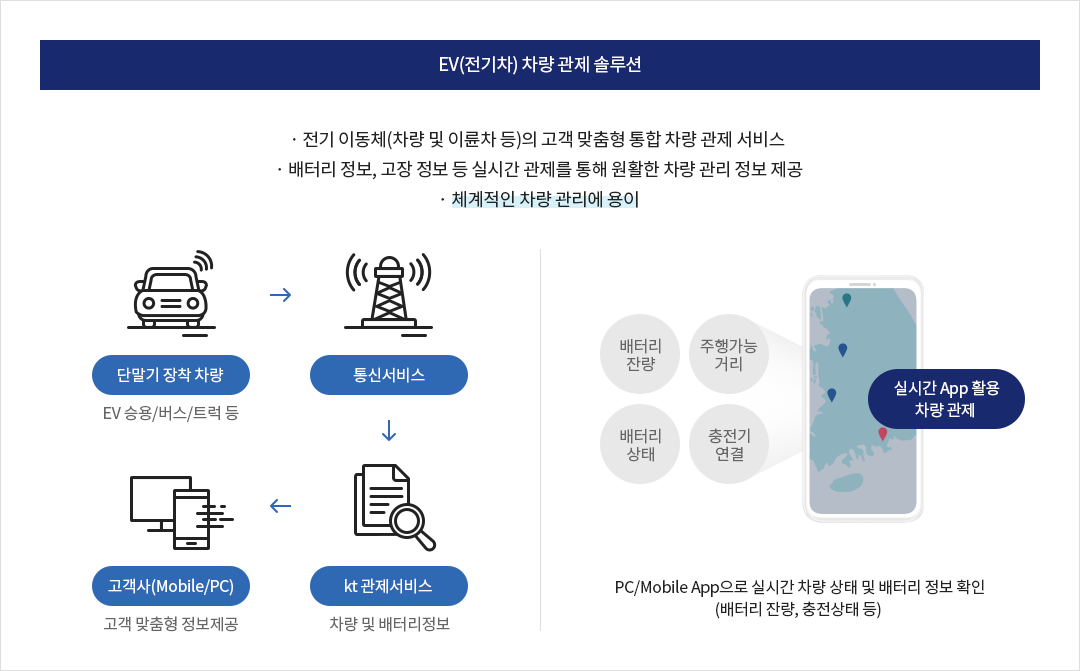 EV(전기차) 차량 관제 솔루션
· 전기 이동체(차량 및 이륜차 등)의 고객 맞춤형 통합 차량 관제 서비스
· 배터리 정보, 고장 정보 등 실시간 관제를 통해 원활한 차량 관리 정보 제공
· 체계적인 차량 관리에 용이
단말기 장착 차량
EV 승용/버스/트럭 등
통신서비스
kt 관제서비스
차량 및 배터리정보
고객사(Mobile/PC)
고객 맞춤형 정보제공
배터리
잔량
주행가능
거리
배터리
상태
충전기
연결
실시간 App 활용
차량 관제
PC/Mobile App으로 실시간 차량 상태 및 배터리 정보 확인
(배터리 잔량, 충전상태 등)